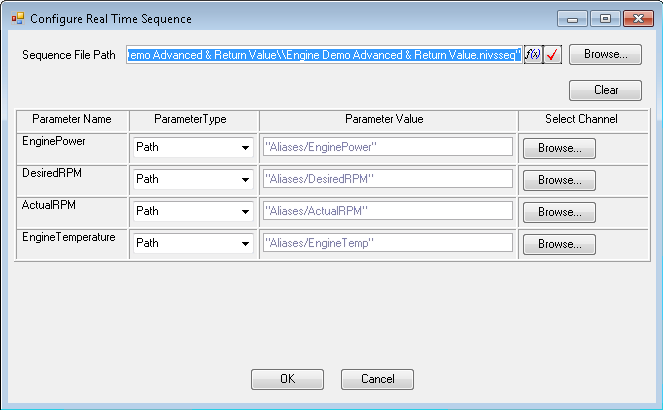 Configure Real Time Sequence
Sequence File Path emo Advanced & Return Value\\Engine Demo Advanced & Return Value.nivsseq" f(x) Browse...
Clear
Parameter Name ParameterType Parameter Value Select Channel
EnginePower Path "Aliases/EnginePower" Browse...
DesiredRPM Path "Aliases/DesiredRPM" Browse...
ActualRPM Path "Aliases/ActualRPM" Browse...
EngineTemperature Path "Aliases/EngineTemp" Browse...
OK Cancel